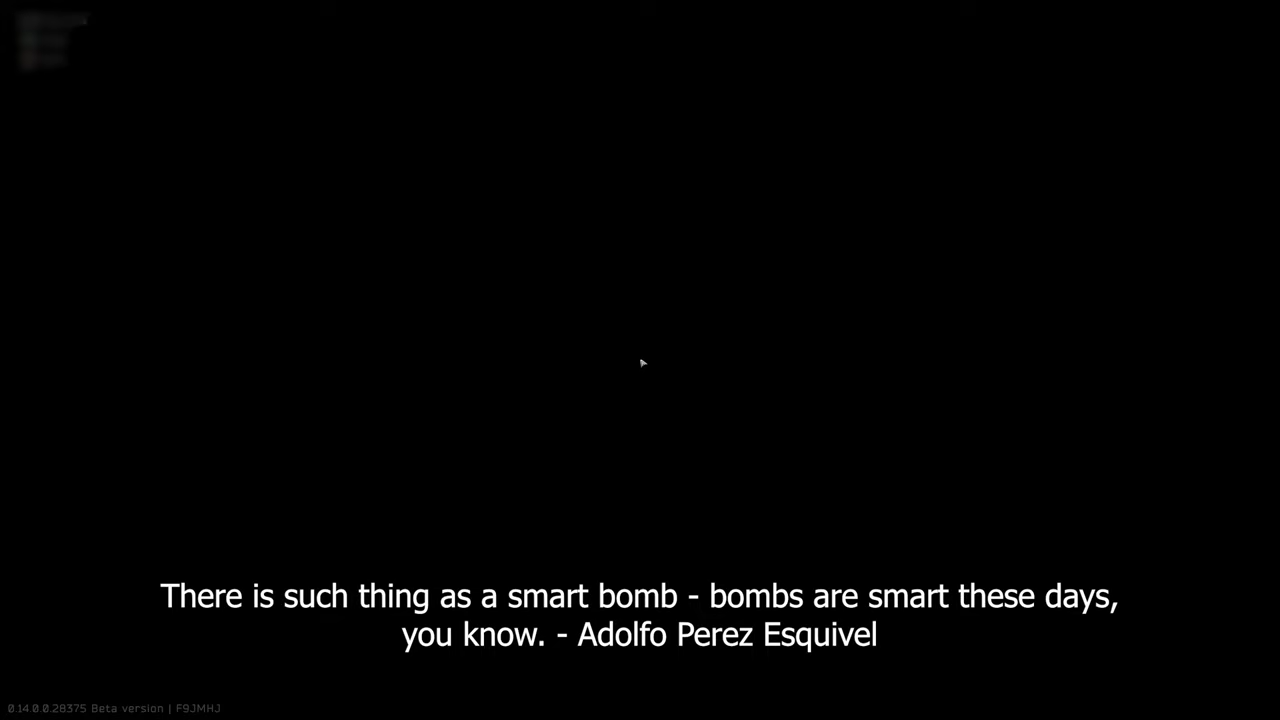 There is such thing as a smart bomb - bombs are smart these days,
you know. - Adolfo Perez Esquivel
0.14.0.0.28375 Beta version | F9JMHJ